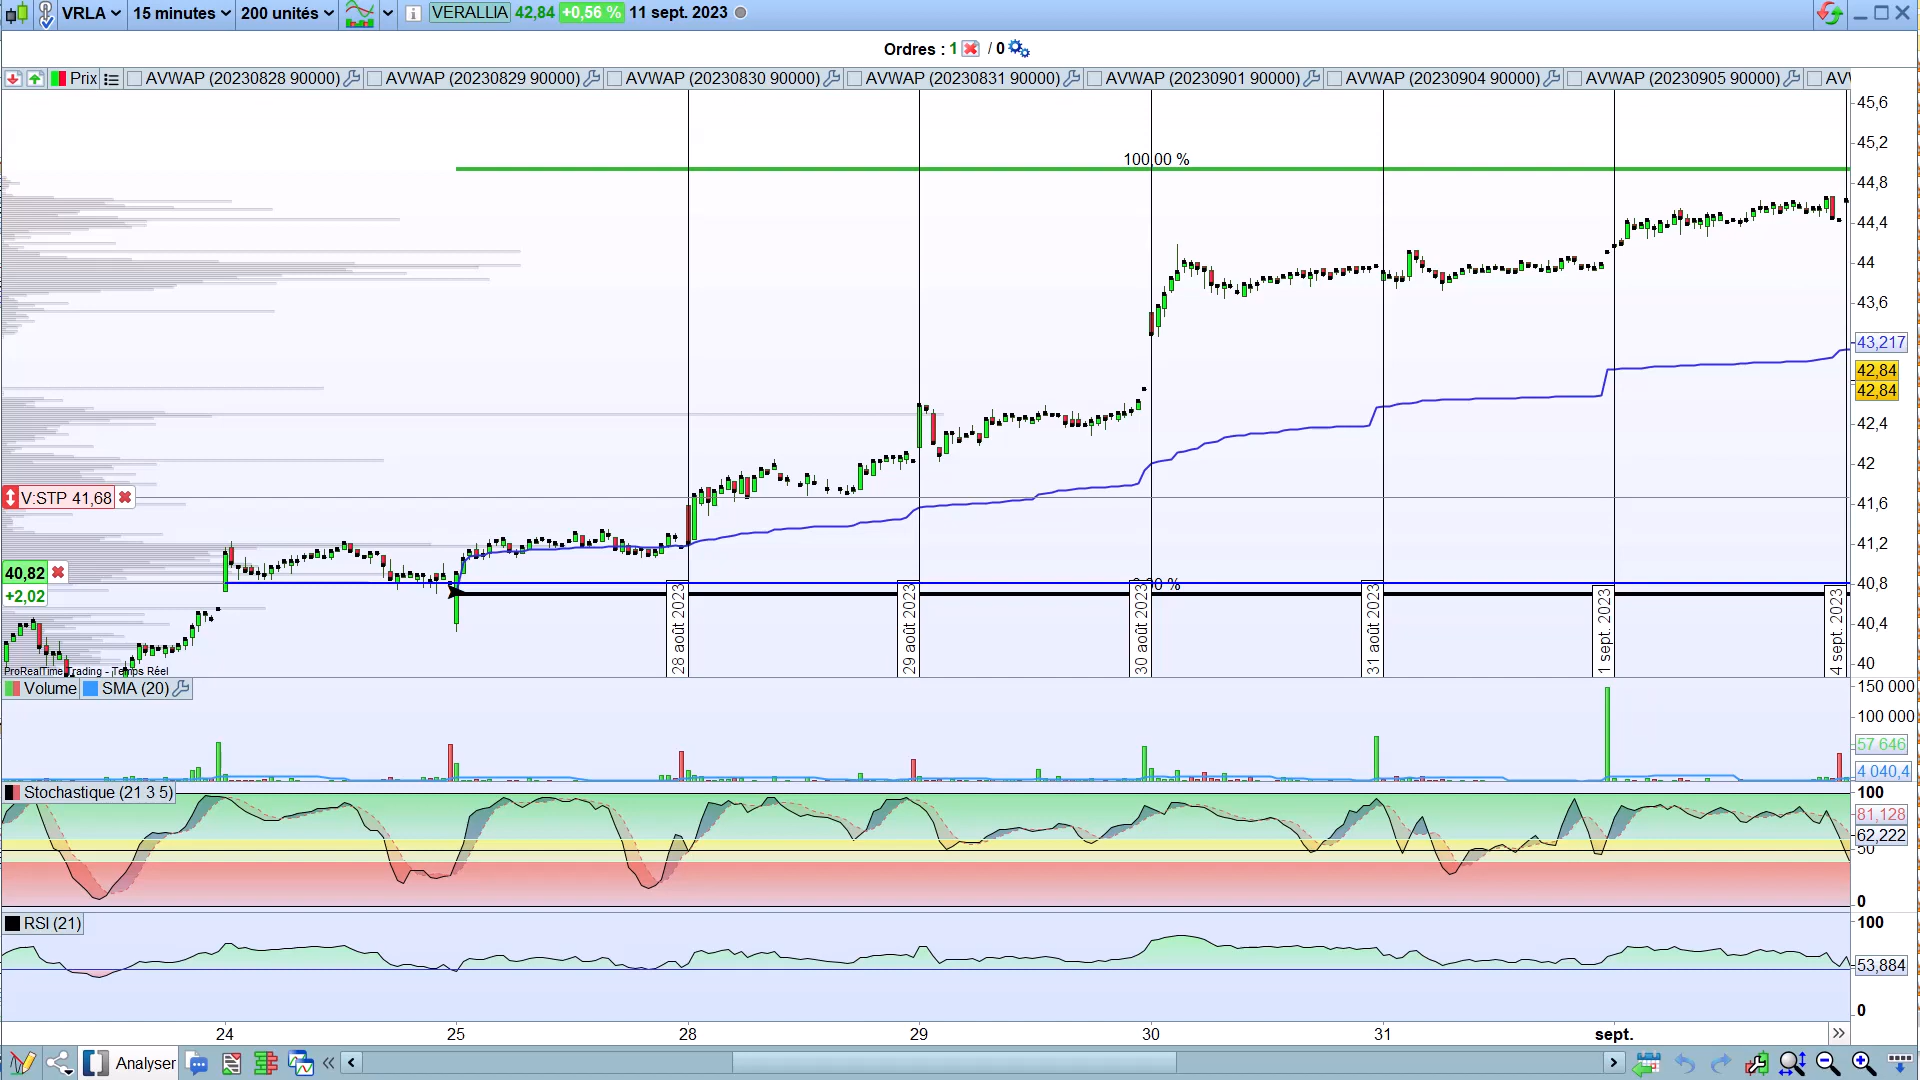 VRLA 15 minutes 200 unités VERALLIA 42,84 +0,56 % 11 sept. 2023
Ordres : 1 / 0
Prix AVWAP (20230828 90000) AVWAP (20230829 90000) AVWAP (20230830 90000) AVWAP (20230831 90000) AVWAP (20230901 90000) AVWAP (20230904 90000) AVWAP (20230905 90000) AV
45,6
45,2
100,00 %
44,8
44,4
44
43,6
43,217
42,84
42,84
42,4
42
V:STP 41,68
41,6
41,2
40,82
40,8
+2,02
40,4
40
28 août 2023
29 août 2023
30 août 2023
31 août 2023
1 sept. 2023
4 sept. 2023
ProRealTime Trading - Temps Réel
Volume SMA (20)
150 000
100 000
57 646
4 040,4
Stochastique (21 3 5)
100
81,128
62,222
50
0
RSI (21)
100
53,884
0
24 25 28 29 30 31 sept.
Analyser